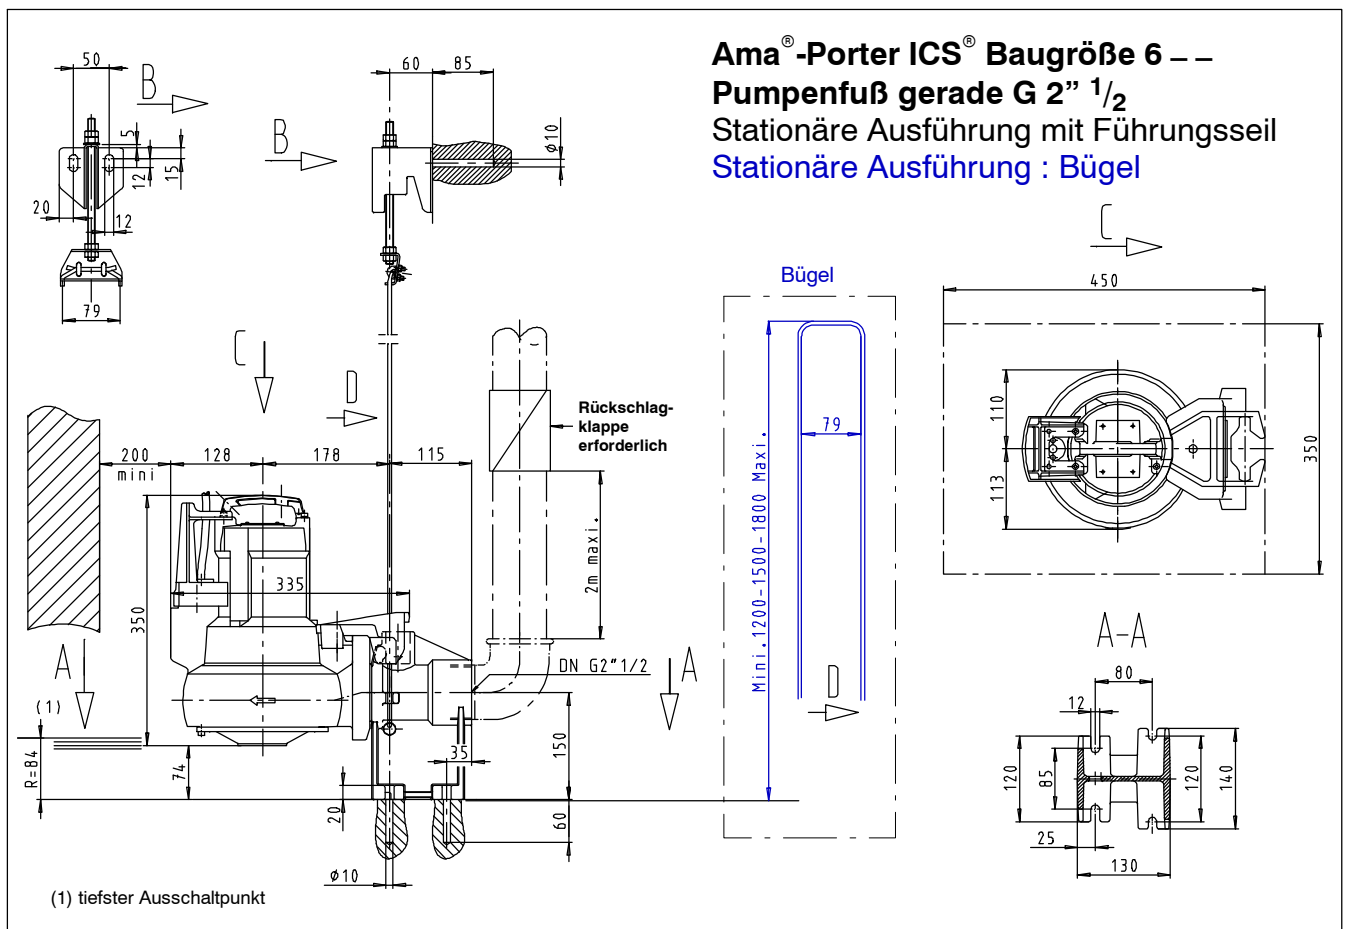 Ama®-Porter ICS® Baugröße 6 – –
Pumpenfuß gerade G 2” 1/2
Stationäre Ausführung mit Führungsseil
Stationäre Ausführung : Bügel
50
B
5
12
15
20
12
79
60
85
B
ø10
C
D
Rückschlag-
klappe
erforderlich
200
mini
128
178
115
335
350
2m maxi.
A
(1)
R=84
74
DN G2"1/2
A
35
150
20
60
ø10
(1) tiefster Ausschaltpunkt
Bügel
79
Mini.1200-1500-1800 Maxi.
D
C
450
110
113
350
A-A
80
12
120
85
120
140
25
130